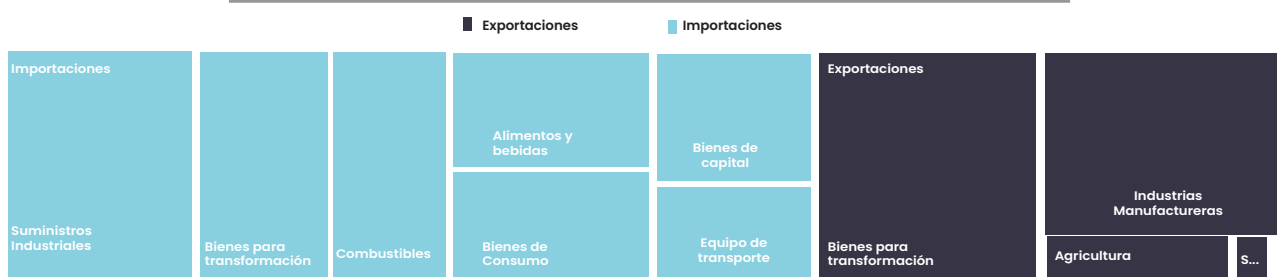 Exportaciones
Importaciones
Importaciones
Suministros
Industriales
Bienes para
transformación
Combustibles
Alimentos y
bebidas
Bienes de
Consumo
Bienes de
capital
Equipo de
transporte
Exportaciones
Bienes para
transformación
Industrias
Manufactureras
Agricultura
S...